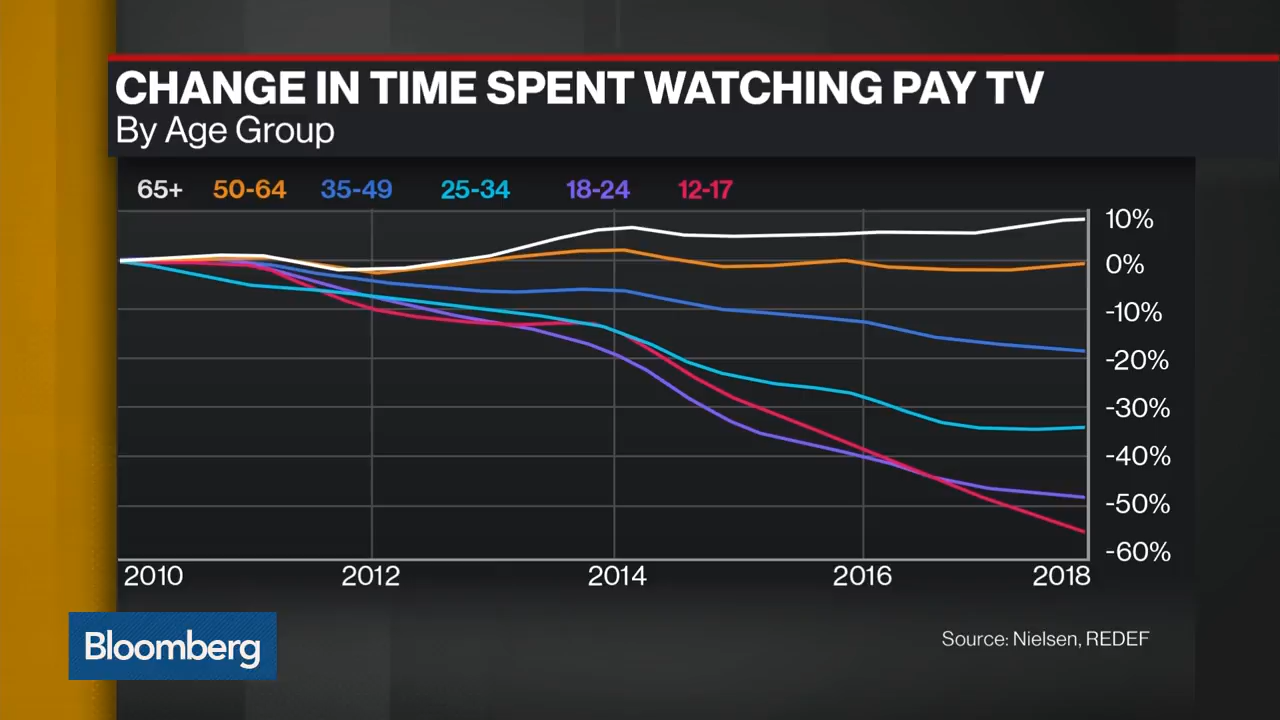 CHANGE IN TIME SPENT WATCHING PAY TV
By Age Group
65+ 50-64 35-49 25-34 18-24 12-17
10%
0%
-10%
-20%
-30%
-40%
-50%
-60%
2010 2012 2014 2016 2018
Bloomberg
Source: Nielsen, REDEF